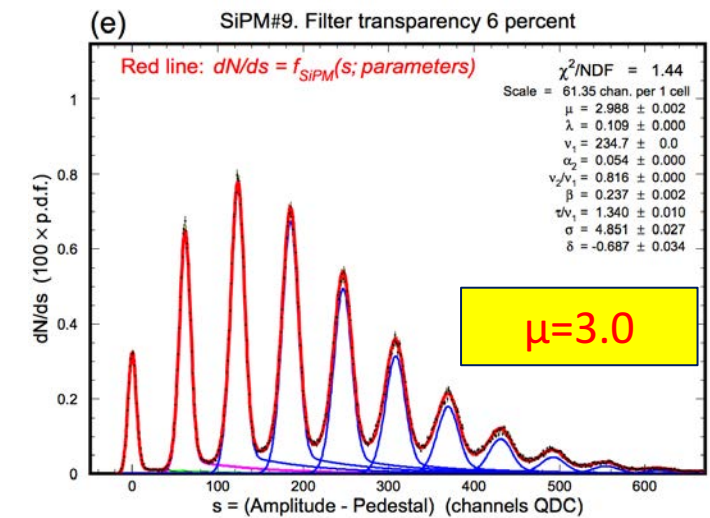 (e) SiPM#9. Filter transparency 6 percent
Red line: dN/ds = f_SiPM(s; parameters)
χ²/NDF = 1.44
Scale = 61.35 chan. per 1 cell
μ = 2.988 ± 0.002
λ = 0.109 ± 0.000
ν₁ = 234.7 ± 0.0
α₂ = 0.054 ± 0.000
ν₂/ν₁ = 0.816 ± 0.000
β = 0.237 ± 0.002
τ/ν₁ = 1.340 ± 0.010
σ = 4.851 ± 0.027
δ = -0.687 ± 0.034
μ=3.0
dN/ds (100 × p.d.f.)
1
0.8
0.6
0.4
0.2
0
0 100 200 300 400 500 600
s = (Amplitude - Pedestal) (channels QDC)